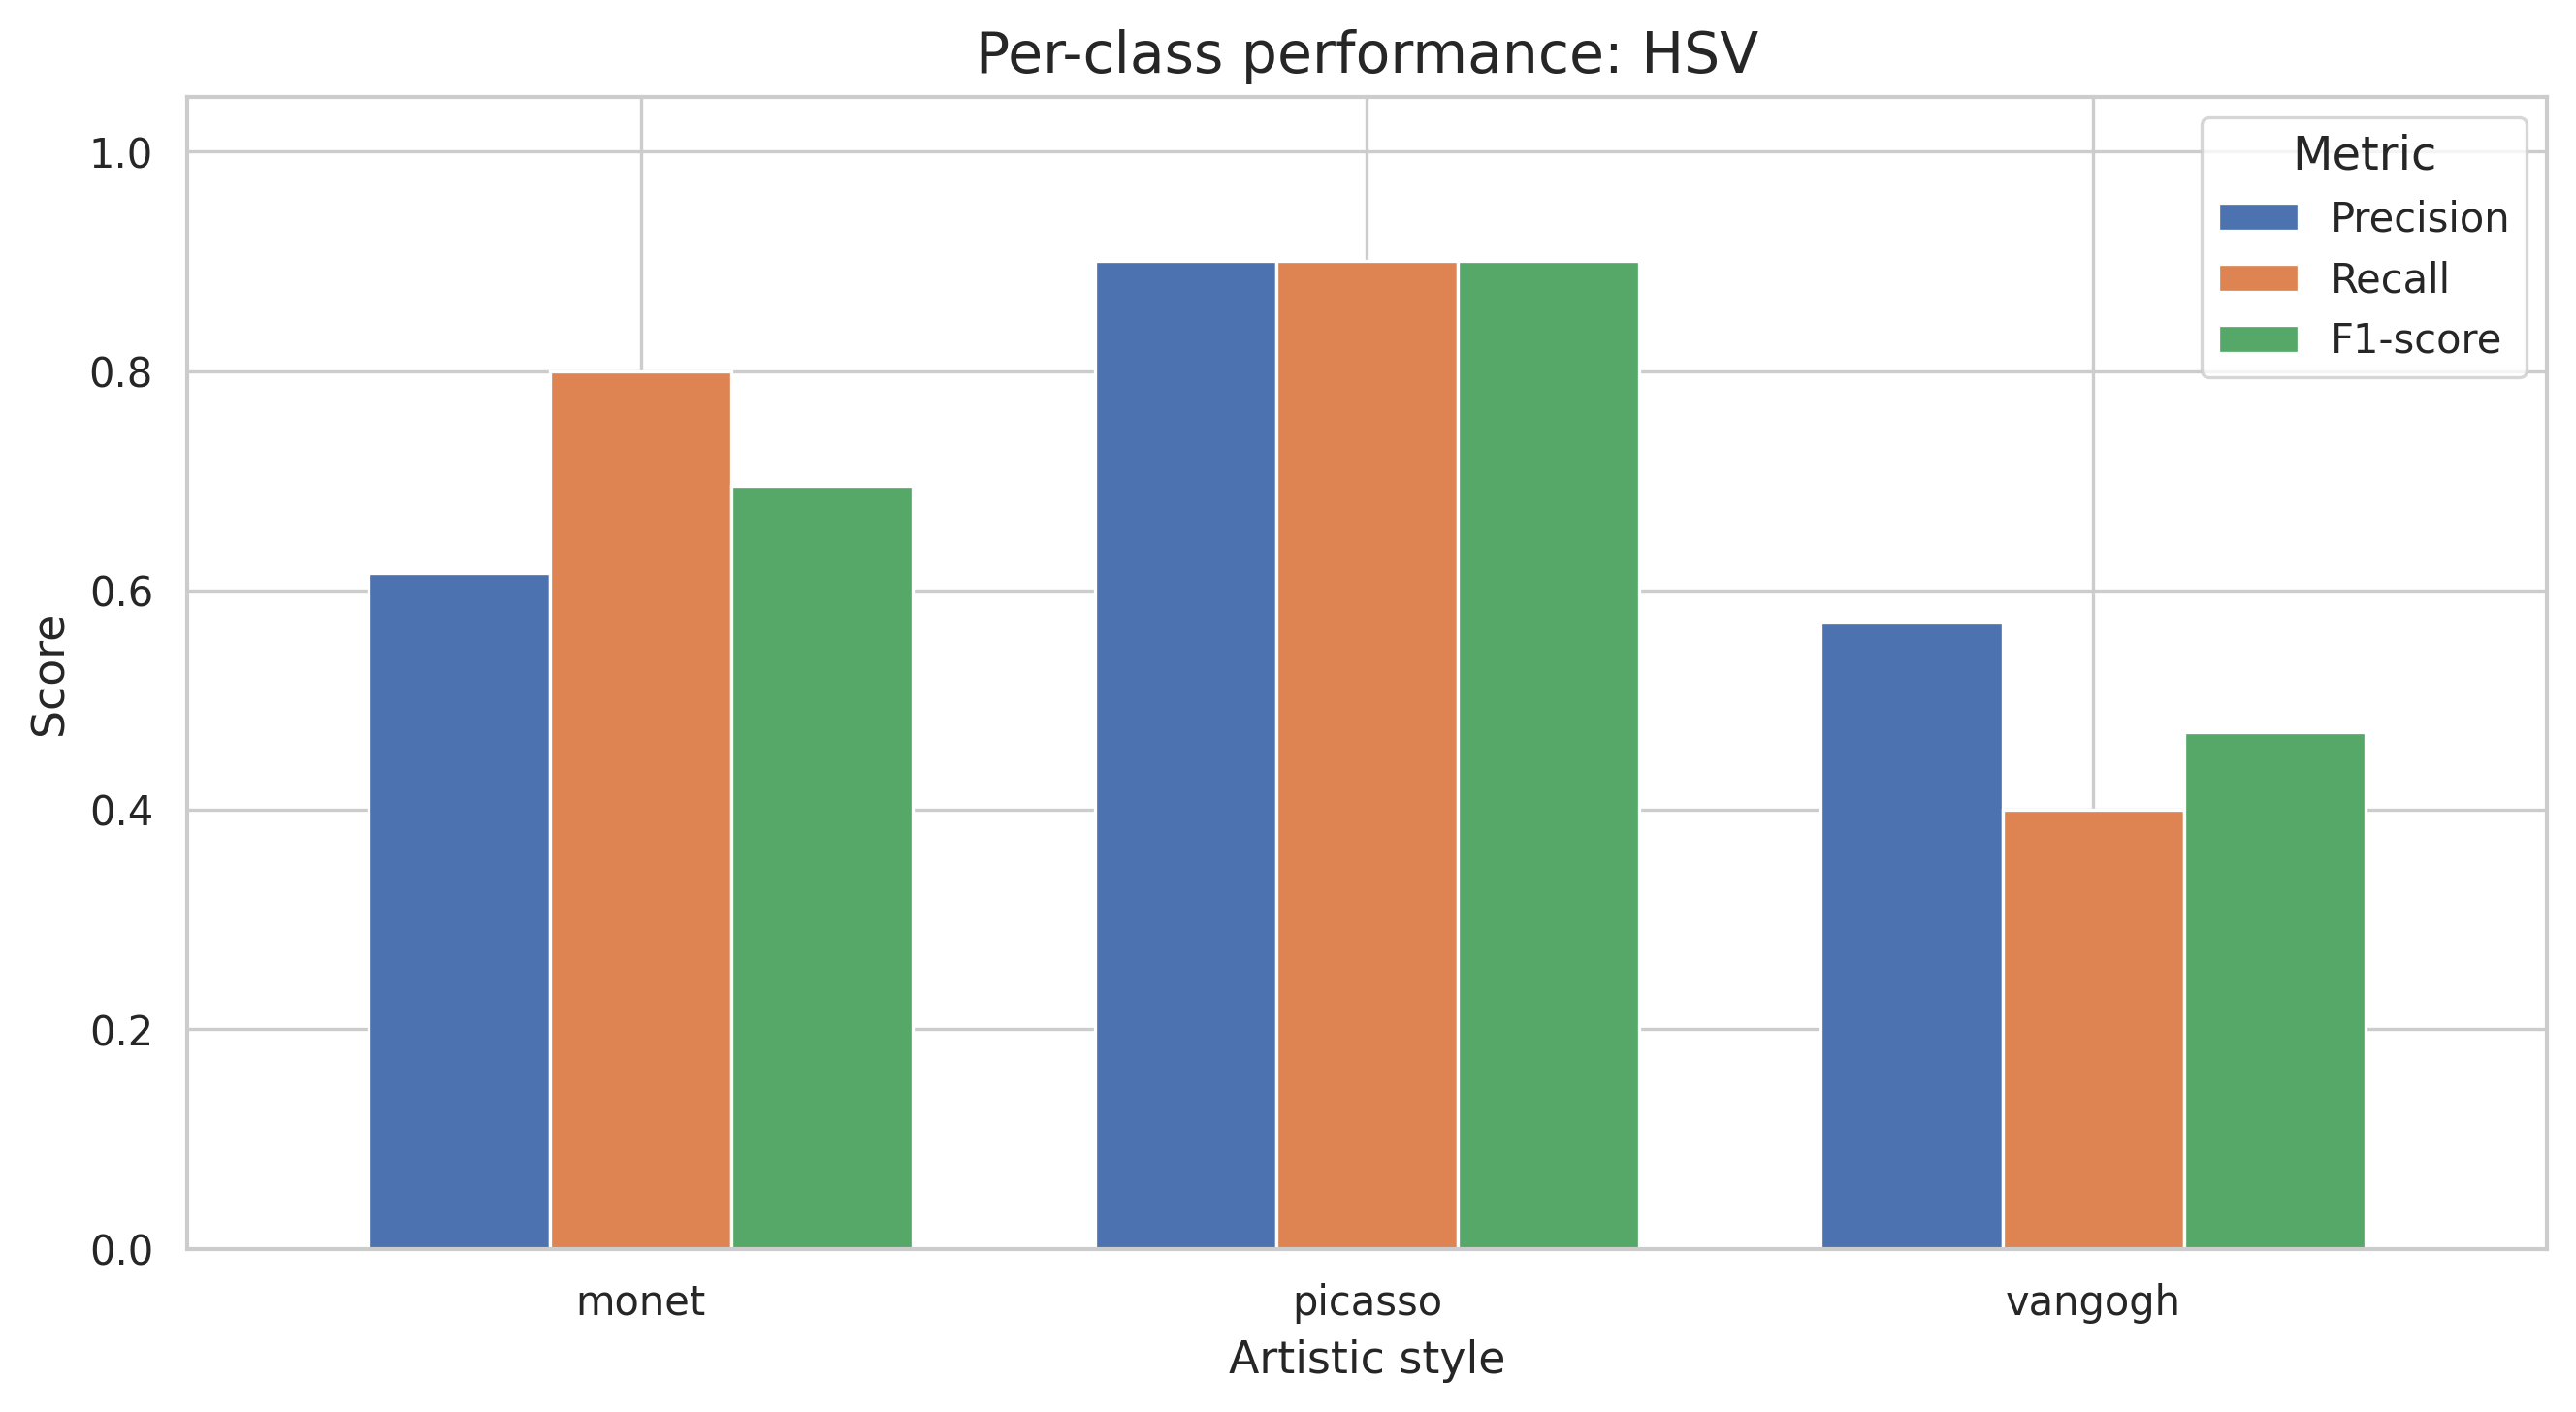 Per-class performance: HSV
1.0
0.8
0.6
0.4
0.2
0.0
Score
Metric
Precision
Recall
F1-score
monet
picasso
vangogh
Artistic style